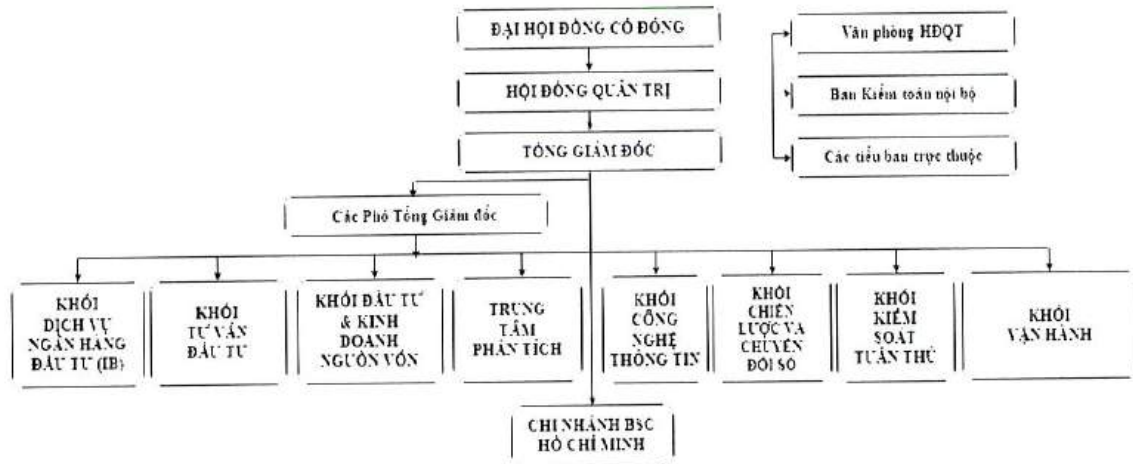 ĐẠI HỘI ĐỒNG CỔ ĐÔNG
Văn phòng HĐQT
HỘI ĐỒNG QUẢN TRỊ
Ban Kiểm toán nội bộ
TỔNG GIÁM ĐỐC
Các tiểu ban trực thuộc
Các Phó Tổng Giám đốc
KHỐI
DỊCH VỤ
NGÂN HÀNG
ĐẦU TƯ (IB)
KHỐI
TƯ VẤN
ĐẦU TƯ
KHỐI ĐẦU TƯ
& KINH
DOANH
NGUỒN VỐN
TRUNG
TÂM
PHÂN TÍCH
KHỐI
CÔNG
NGHỆ
THÔNG TIN
KHỐI
CHIẾN
LƯỢC VÀ
CHUYỂN
ĐỔI SỐ
KHỐI
KIỂM
SOÁT
TUÂN THỦ
KHỐI
VẬN HÀNH
CHI NHÁNH BSC
HỒ CHÍ MINH